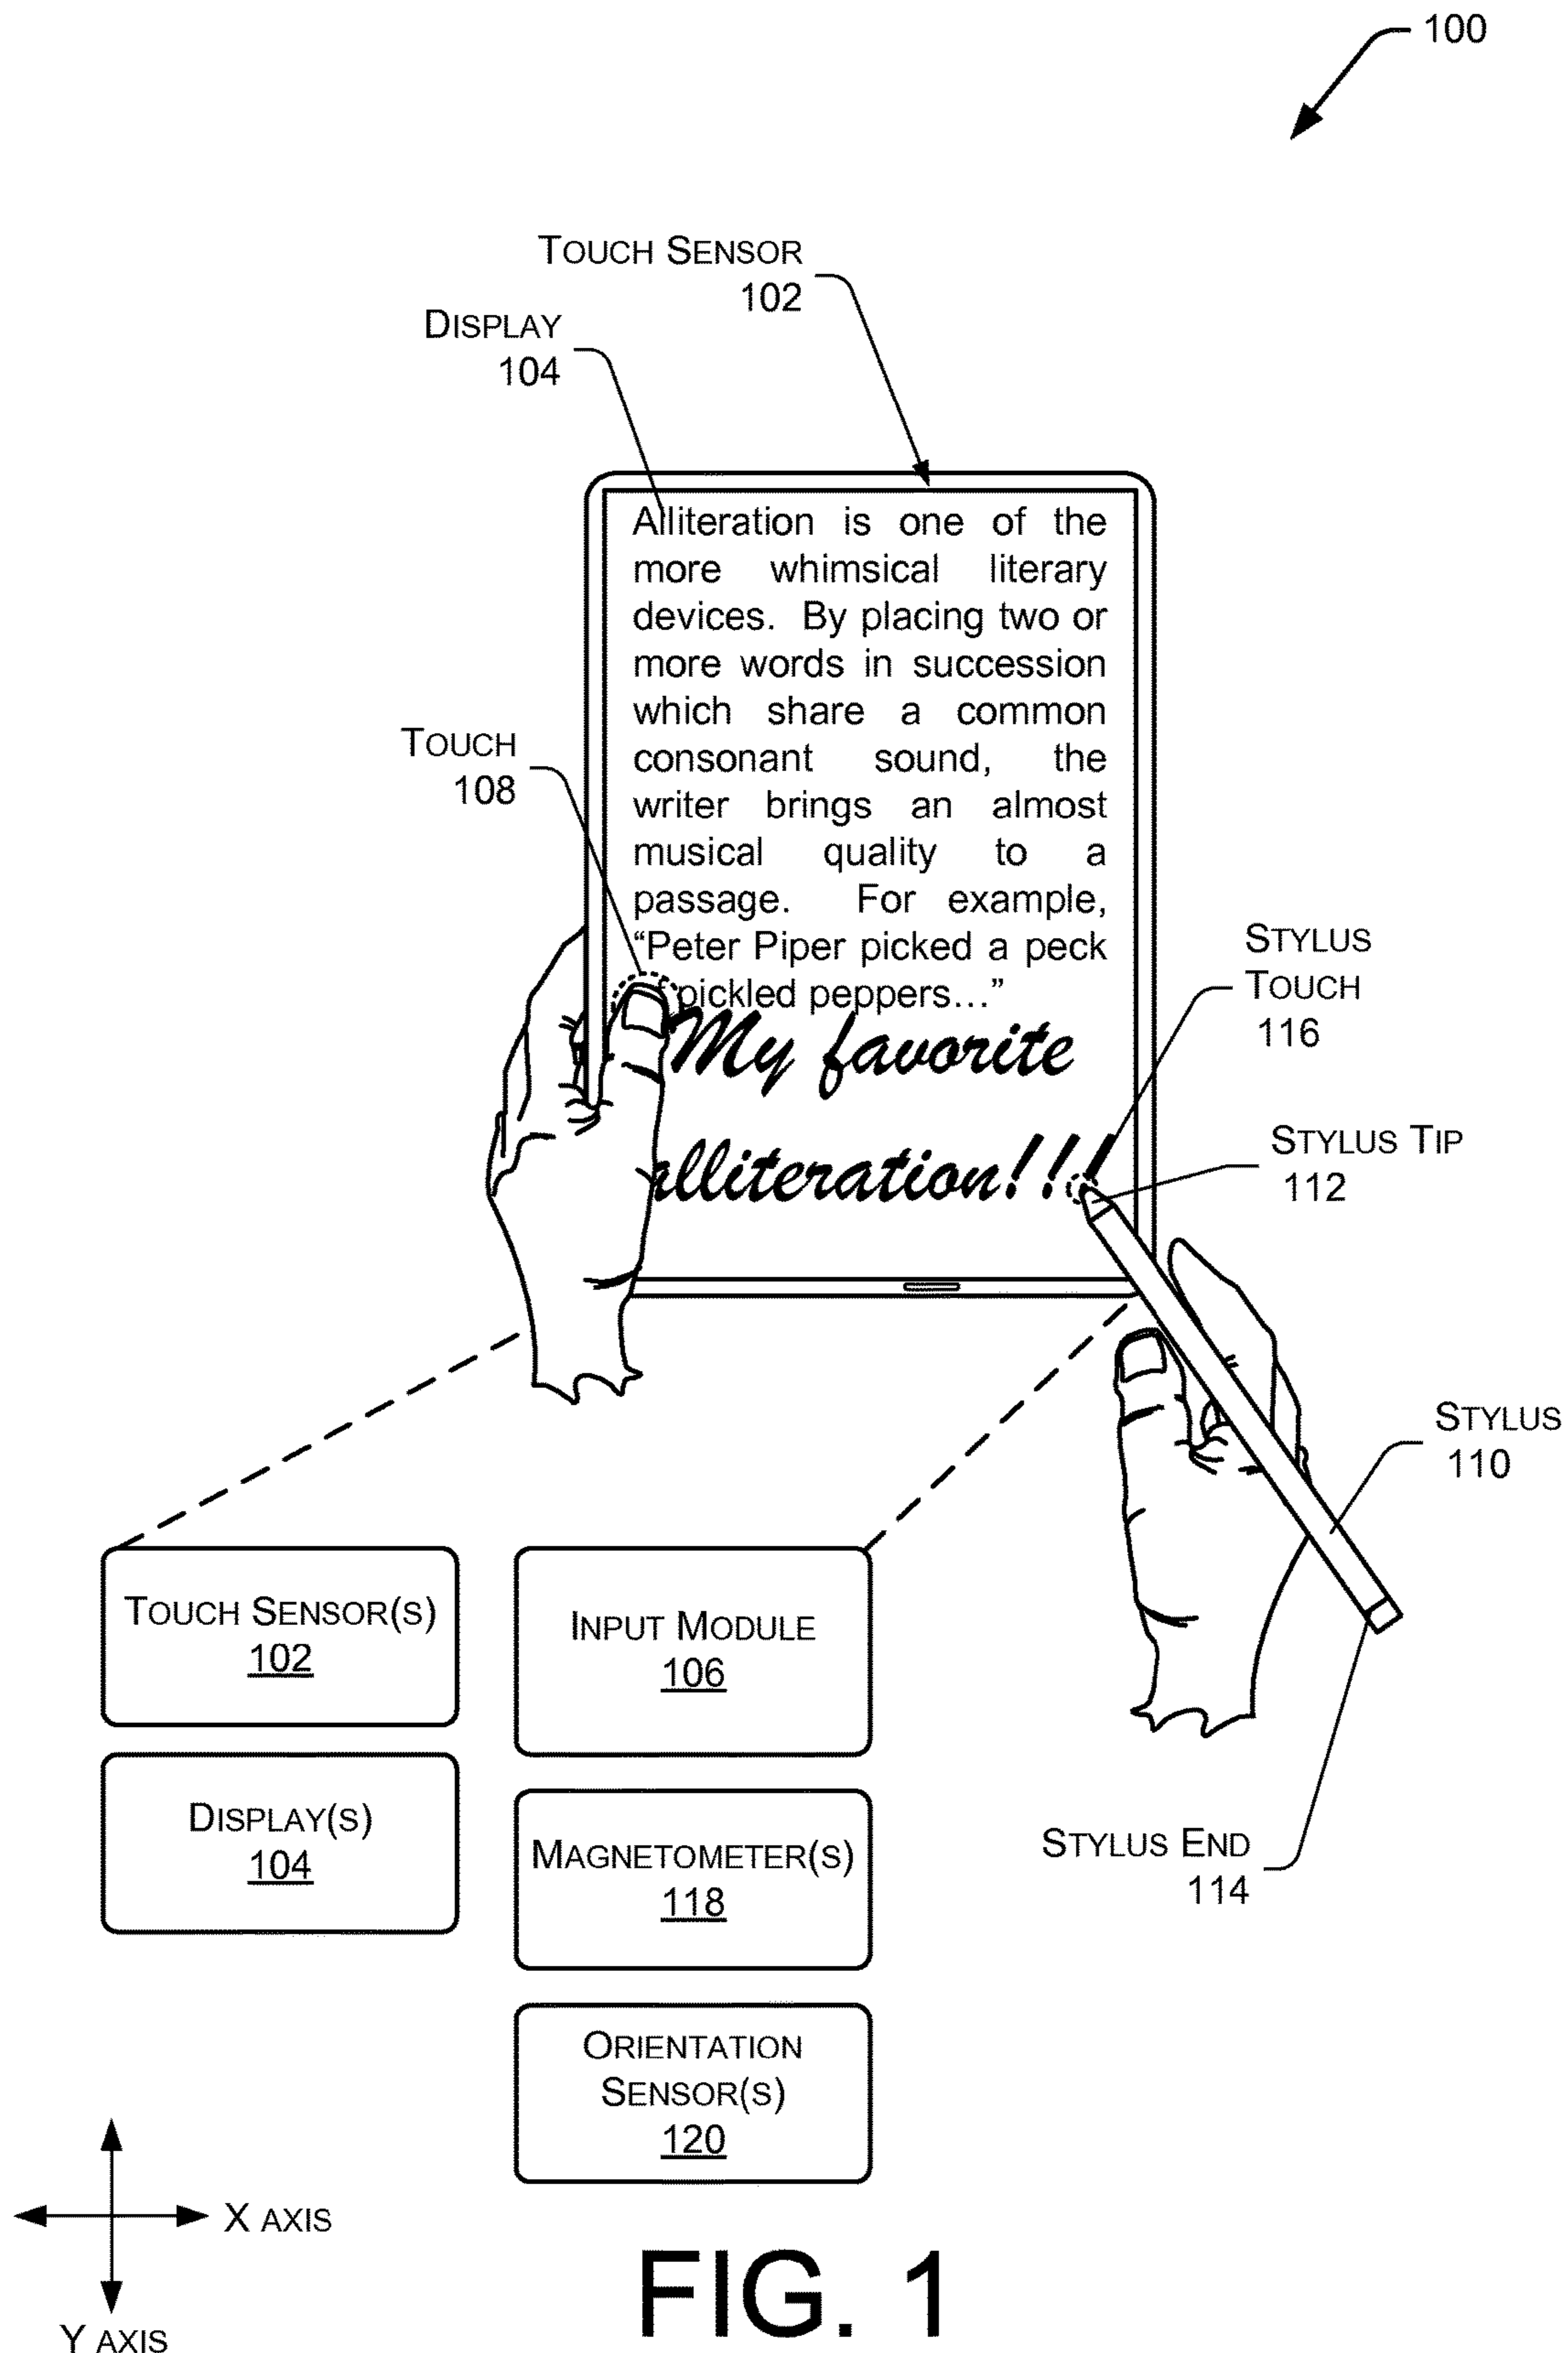 100
TOUCH SENSOR
102
DISPLAY
104
Alliteration is one of the
more whimsical literary
devices. By placing two or
more words in succession
which share a common
consonant sound, the
writer brings an almost
musical quality to a
passage. For example,
“Peter Piper picked a peck
pickled peppers…”
My favorite
alliteration!!!
TOUCH
108
STYLUS
TOUCH
116
STYLUS TIP
112
STYLUS
110
STYLUS END
114
TOUCH SENSOR(S)
102
DISPLAY(S)
104
INPUT MODULE
106
MAGNETOMETER(S)
118
ORIENTATION
SENSOR(S)
120
X AXIS
Y AXIS
FIG. 1